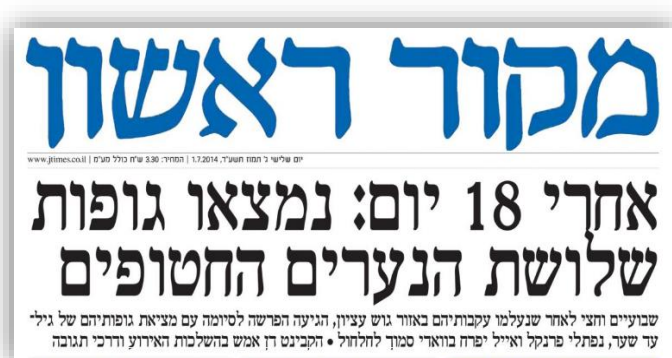 מקור ראשון
יום שלישי ג' תמוז תשע"ד, 1.7.2014 | המחיר: 3.30 ש"ח כולל מע"מ | www.jtimes.co.il
אחרי 18 יום: נמצאו גופות
שלושת הנערים החטופים
שבועיים וחצי לאחר שנעלמו עקבותיהם באזור גוש עציון, הגיעה הפרשה לסיומה עם מציאת גופותיהם של גיל־
עד שער, נפתלי פרנקל ואייל יפרח בוואדי סמוך לחלחול • הקבינט דן אמש בהשלכות האירוע ודרכי תגובה